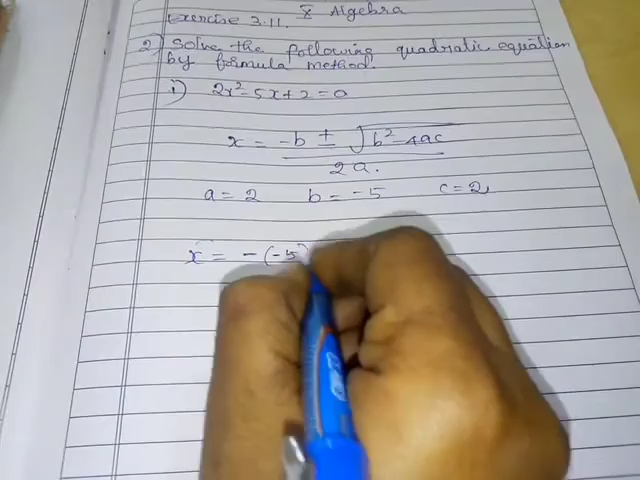 Exercise 3.11. X Algebra
2) Solve the following quadratic equation
by formula method.
i) 2x² - 5x + 2 = 0
x = -b ± √b² - 4ac
2a.
a = 2 b = -5 c = 2
x = - (-5)